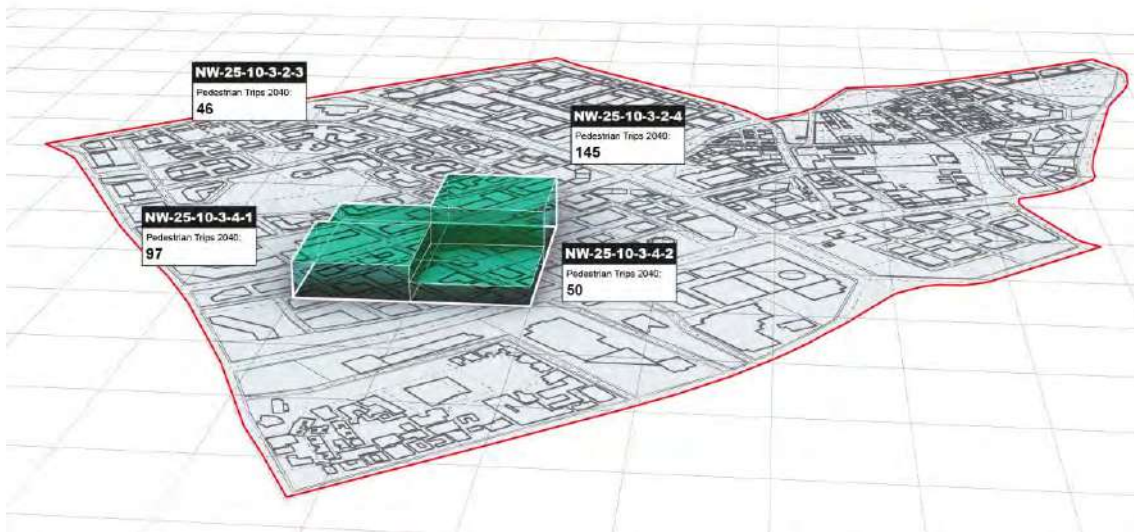 NW-25-10-3-2-3
Pedestrian Trips 2040:
46
NW-25-10-3-2-4
Pedestrian Trips 2040:
145
NW-25-10-3-4-1
Pedestrian Trips 2040:
97
NW-25-10-3-4-2
Pedestrian Trips 2040:
50